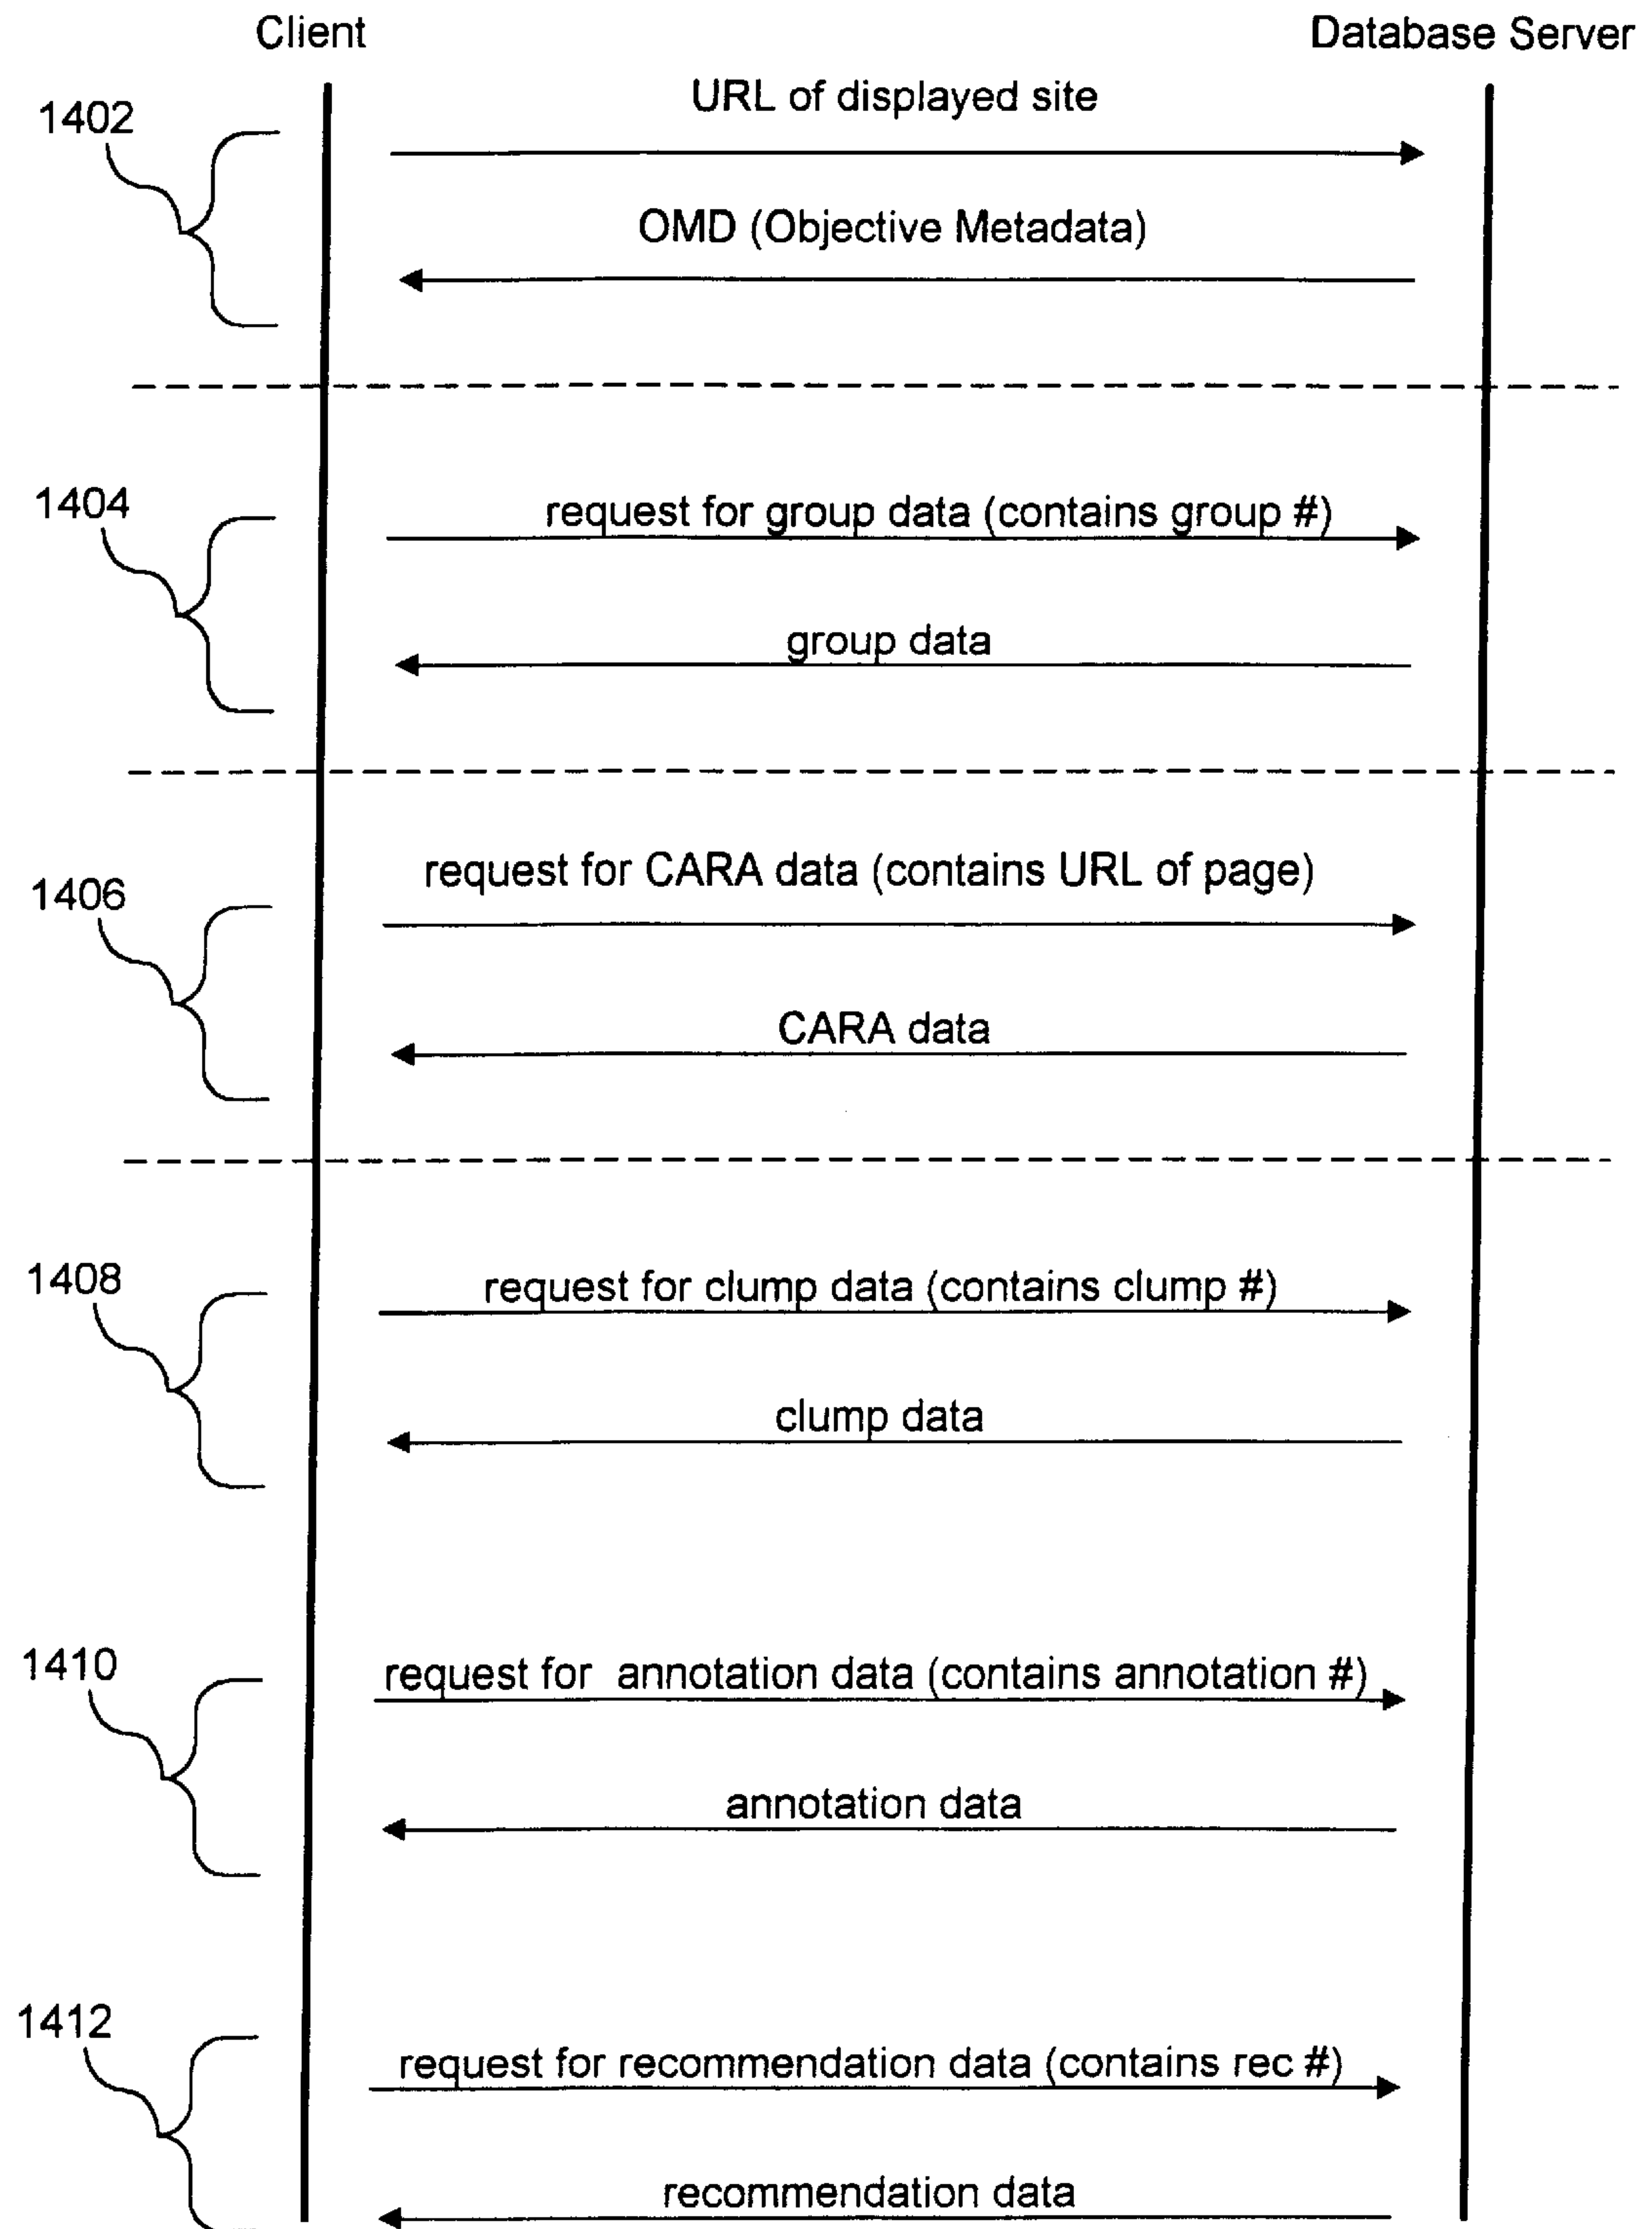 Client
Database Server
1402
URL of displayed site
OMD (Objective Metadata)
1404
request for group data (contains group #)
group data
1406
request for CARA data (contains URL of page)
CARA data
1408
request for clump data (contains clump #)
clump data
1410
request for annotation data (contains annotation #)
annotation data
1412
request for recommendation data (contains rec #)
recommendation data